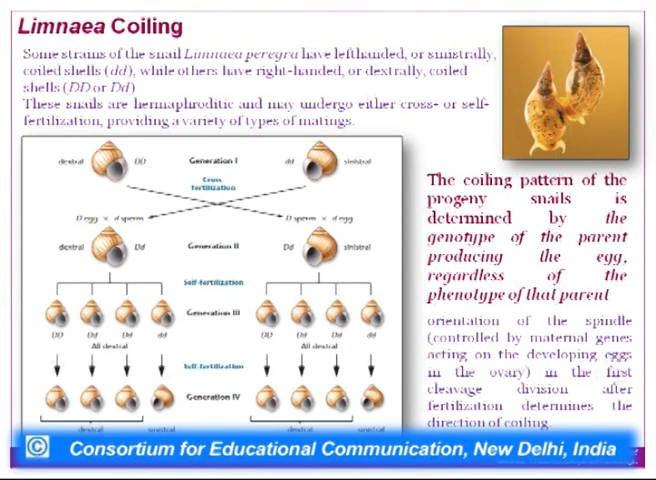 Limnaea Coiling
Some strains of the snail Limnaea peregra have lefthanded, or sinistrally,
coiled shells (dd), while others have right-handed, or dextrally, coiled
shells (DD or Dd)
These snails are hermaphroditic and may undergo either cross- or self-
fertilization, providing a variety of types of matings.
dextral DD Generation I dd sinistral
Cross
fertilization
D egg × d sperm D sperm × d egg
dextral Dd Generation II Dd sinistral
Self-fertilization
Generation III
DD Dd Dd dd DD Dd Dd dd
All dextral All dextral
Self-fertilization
Generation IV
dextral sinistral dextral sinistral
The coiling pattern of the
progeny snails is
determined by the
genotype of the parent
producing the egg,
regardless of the
phenotype of that parent
orientation of the spindle
(controlled by maternal genes
acting on the developing eggs
in the ovary) in the first
cleavage division after
fertilization determines the
direction of coiling.
© Consortium for Educational Communication, New Delhi, India